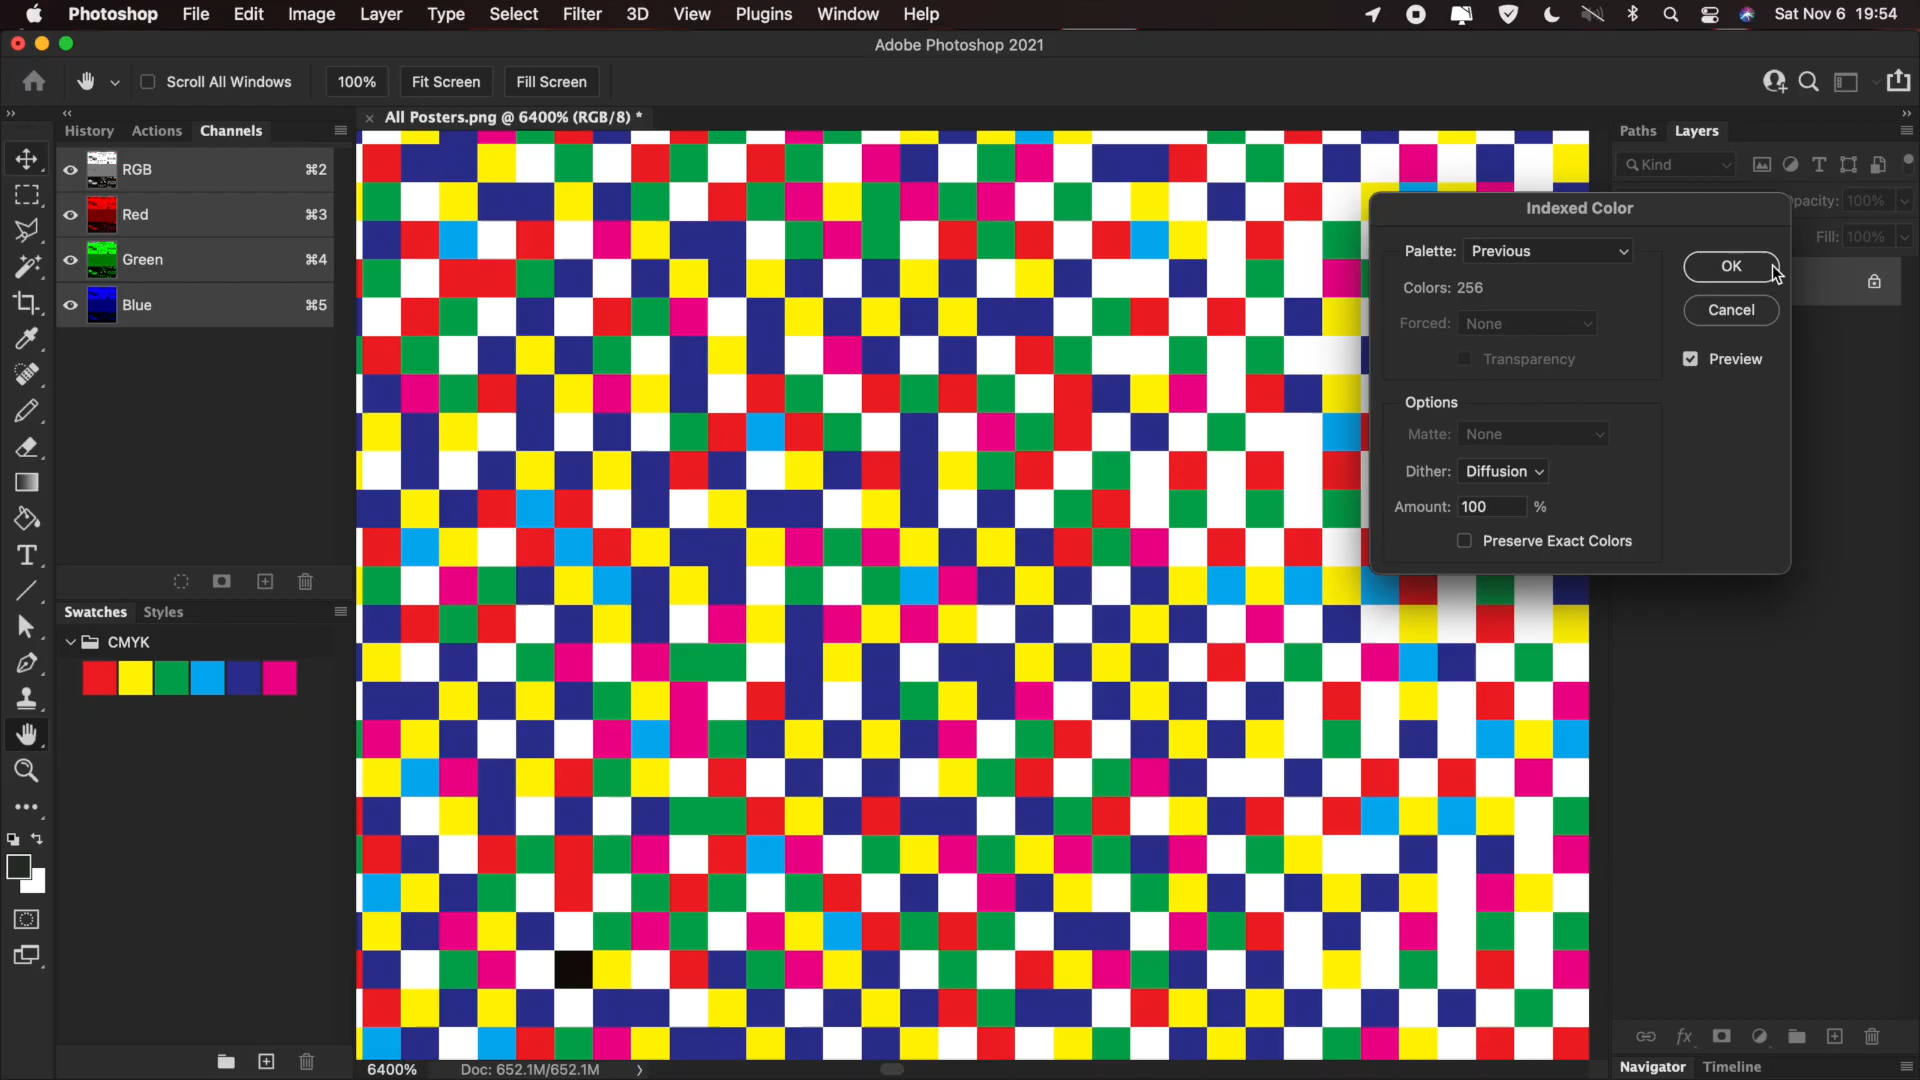 Photoshop File Edit Image Layer Type Select Filter 3D View Plugins Window Help Sat Nov 6 19:54
Adobe Photoshop 2021
Scroll All Windows 100% Fit Screen Fill Screen
All Posters.png @ 6400% (RGB/8) *
History Actions Channels
RGB ⌘2
Red ⌘3
Green ⌘4
Blue ⌘5
Swatches Styles
CMYK
Paths Layers
Kind
pacity: 100%
Fill: 100%
Indexed Color
Palette: Previous
OK
Colors: 256
Cancel
Forced: None
Transparency
Preview
Options
Matte: None
Dither: Diffusion
Amount: 100 %
Preserve Exact Colors
6400% Doc: 652.1M/652.1M
Navigator Timeline